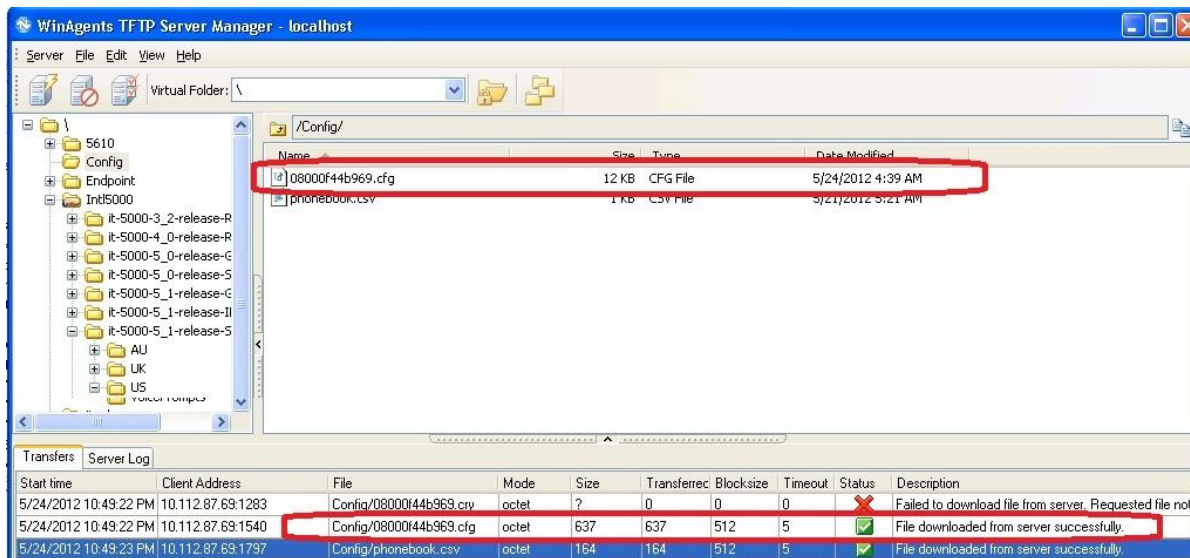 WinAgents TFTP Server Manager - localhost
Server File Edit View Help
Virtual Folder: \
\
5610
Config
Endpoint
Intl5000
it-5000-3_2-release-R
it-5000-4_0-release-R
it-5000-5_0-release-G
it-5000-5_0-release-S
it-5000-5_1-release-G
it-5000-5_1-release-II
it-5000-5_1-release-S
AU
UK
US
/Config/
Name Size Type Date Modified
08000f44b969.cfg 12 KB CFG File 5/24/2012 4:39 AM
phonebook.csv 1 KB CSV File 5/21/2012 5:21 AM
Transfers Server Log
Start time Client Address File Mode Size Transferrec Blocksize Timeout Status Description
5/24/2012 10:49:22 PM 10.112.87.69:1283 Config/08000f44b969.cry octet ? 0 0 0 Failed to download file from server. Requested file not
5/24/2012 10:49:22 PM 10.112.87.69:1540 Config/08000f44b969.cfg octet 637 637 512 5 File downloaded from server successfully.
5/24/2012 10:49:23 PM 10.112.87.69:1797 Config/phonebook.csv octet 164 164 512 5 File downloaded from server successfully.